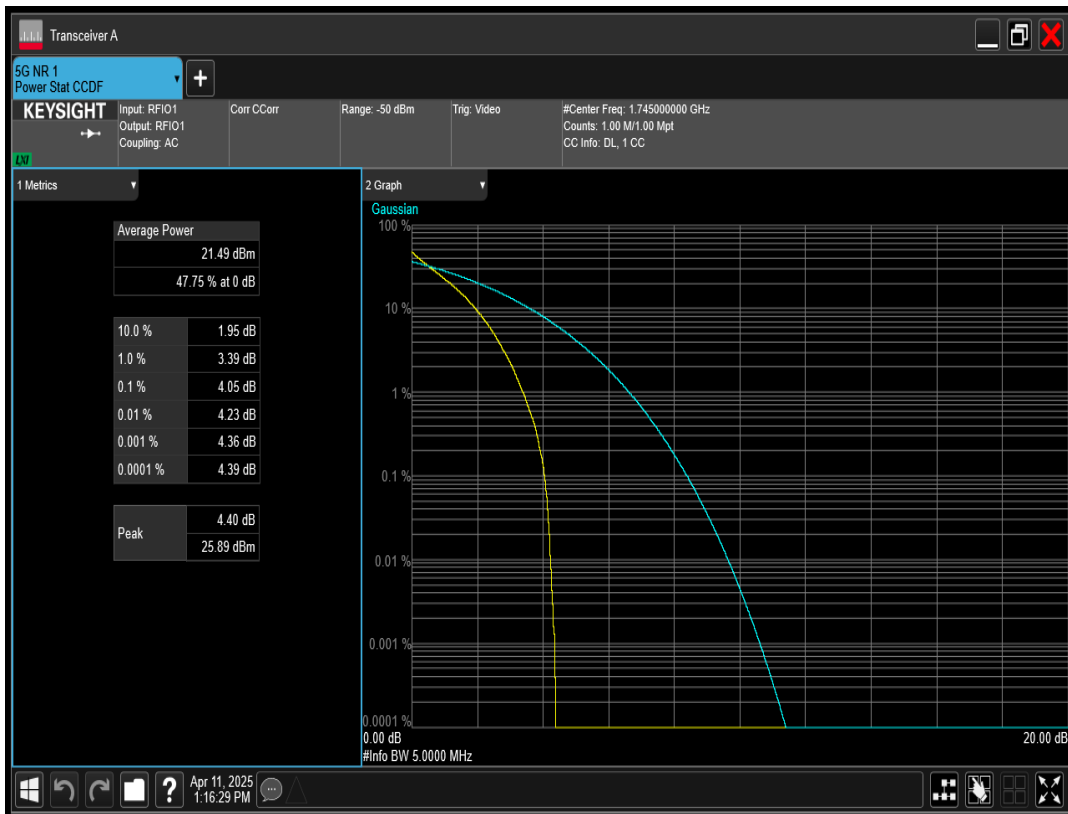 Transceiver A
5G NR 1
Power Stat CCDF
+
KEYSIGHT
LXI
Input: RFIO1
Output: RFIO1
Coupling: AC
Corr CCorr
Range: -50 dBm
Trig: Video
#Center Freq: 1.745000000 GHz
Counts: 1.00 M/1.00 Mpt
CC Info: DL, 1 CC
1 Metrics
Average Power
21.49 dBm
47.75 % at 0 dB
10.0 % 1.95 dB
1.0 % 3.39 dB
0.1 % 4.05 dB
0.01 % 4.23 dB
0.001 % 4.36 dB
0.0001 % 4.39 dB
Peak
4.40 dB
25.89 dBm
2 Graph
Gaussian
100 %
10 %
1 %
0.1 %
0.01 %
0.001 %
0.0001 %
0.00 dB 20.00 dB
#Info BW 5.0000 MHz
?
Apr 11, 2025
1:16:29 PM